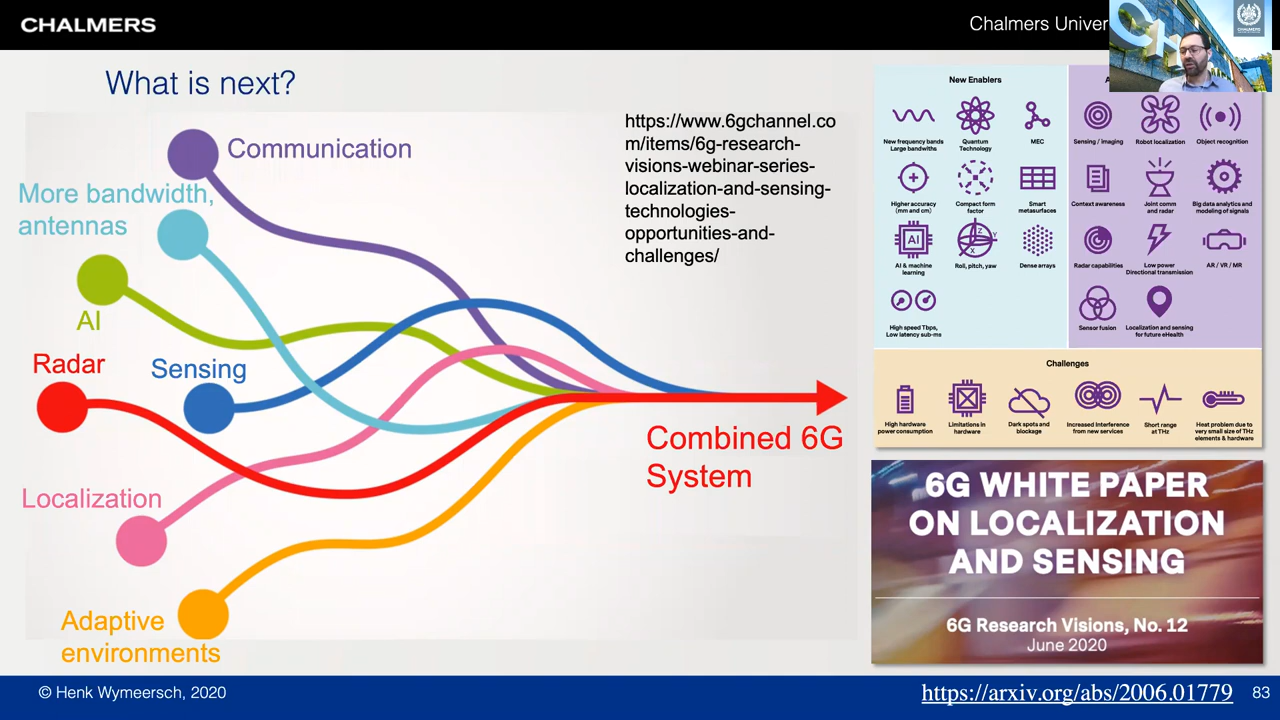 CHALMERS
Chalmers Univer
What is next?
Communication
More bandwidth,
antennas
AI
Radar
Sensing
Localization
Adaptive
environments
Combined 6G
System
https://www.6gchannel.co
m/items/6g-research-
visions-webinar-series-
localization-and-sensing-
technologies-
opportunities-and-
challenges/
New Enablers
New frequency bands
Large bandwiths
Quantum
Technology
MEC
Higher accuracy
(mm and cm)
Compact form
factor
Smart
metasurfaces
AI
AI & machine
learning
Z
Y
X
Roll, pitch, yaw
Dense arrays
High speed Tbps,
Low latency sub-ms
Sensing / imaging
Robot localization
Object recognition
Context awareness
Joint comm
and radar
Big data analytics and
modeling of signals
Radar capabilities
Low power
Directional transmission
AR / VR / MR
Sensor fusion
Localization and sensing
for future eHealth
Challenges
High hardware
power consumption
Limitations in
hardware
Dark spots and
blockage
Increased interference
from new services
Short range
at THz
Heat problem due to
very small size of THz
elements & hardware
6G WHITE PAPER
ON LOCALIZATION
AND SENSING
6G Research Visions, No. 12
June 2020
© Henk Wymeersch, 2020
https://arxiv.org/abs/2006.01779
83